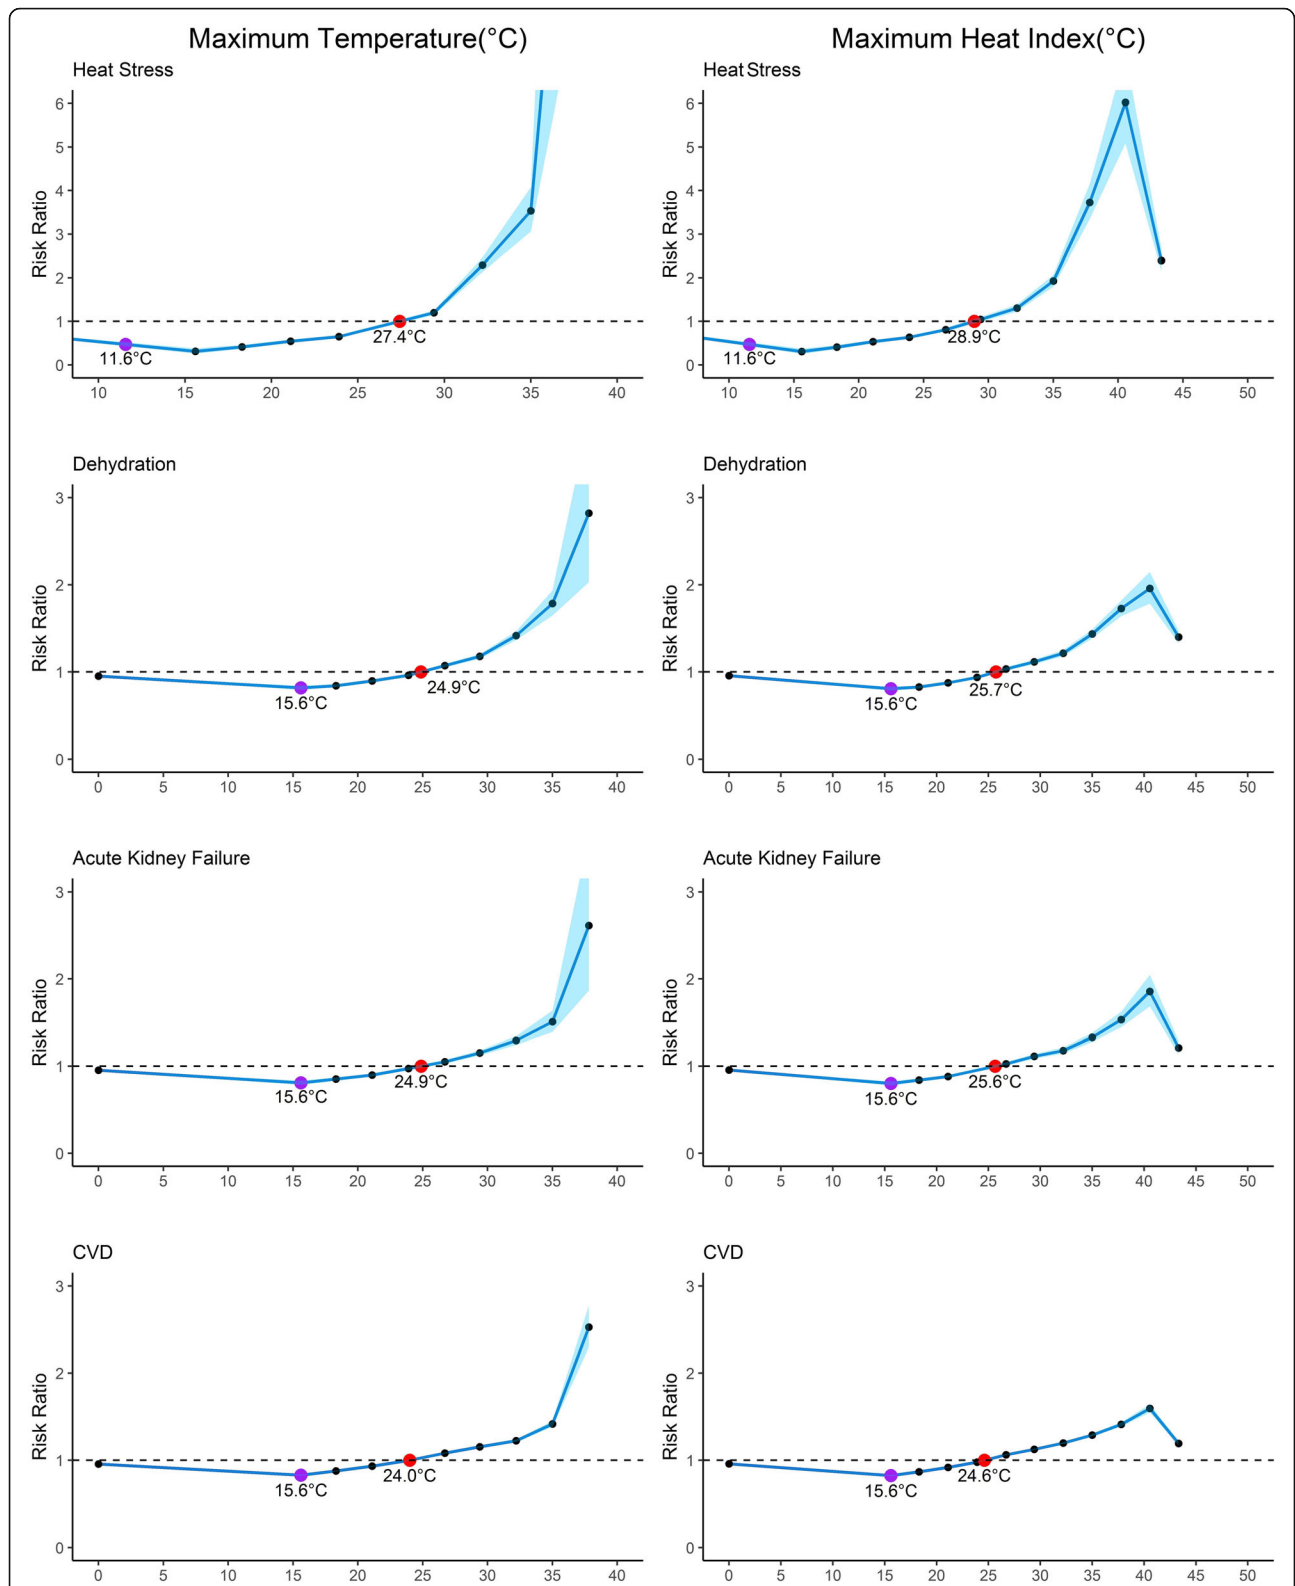 Maximum Temperature(°C)
Maximum Heat Index(°C)
Heat Stress
Risk Ratio
6
5
4
3
2
1
0
27.4°C
11.6°C
10 15 20 25 30 35 40
Heat Stress
Risk Ratio
6
5
4
3
2
1
0
28.9°C
11.6°C
10 15 20 25 30 35 40 45 50
Dehydration
Risk Ratio
3
2
1
0
24.9°C
15.6°C
0 5 10 15 20 25 30 35 40
Dehydration
Risk Ratio
3
2
1
0
25.7°C
15.6°C
0 5 10 15 20 25 30 35 40 45 50
Acute Kidney Failure
Risk Ratio
3
2
1
0
24.9°C
15.6°C
0 5 10 15 20 25 30 35 40
Acute Kidney Failure
Risk Ratio
3
2
1
0
25.6°C
15.6°C
0 5 10 15 20 25 30 35 40 45 50
CVD
Risk Ratio
3
2
1
0
24.0°C
15.6°C
0 5 10 15 20 25 30 35 40
CVD
Risk Ratio
3
2
1
0
24.6°C
15.6°C
0 5 10 15 20 25 30 35 40 45 50